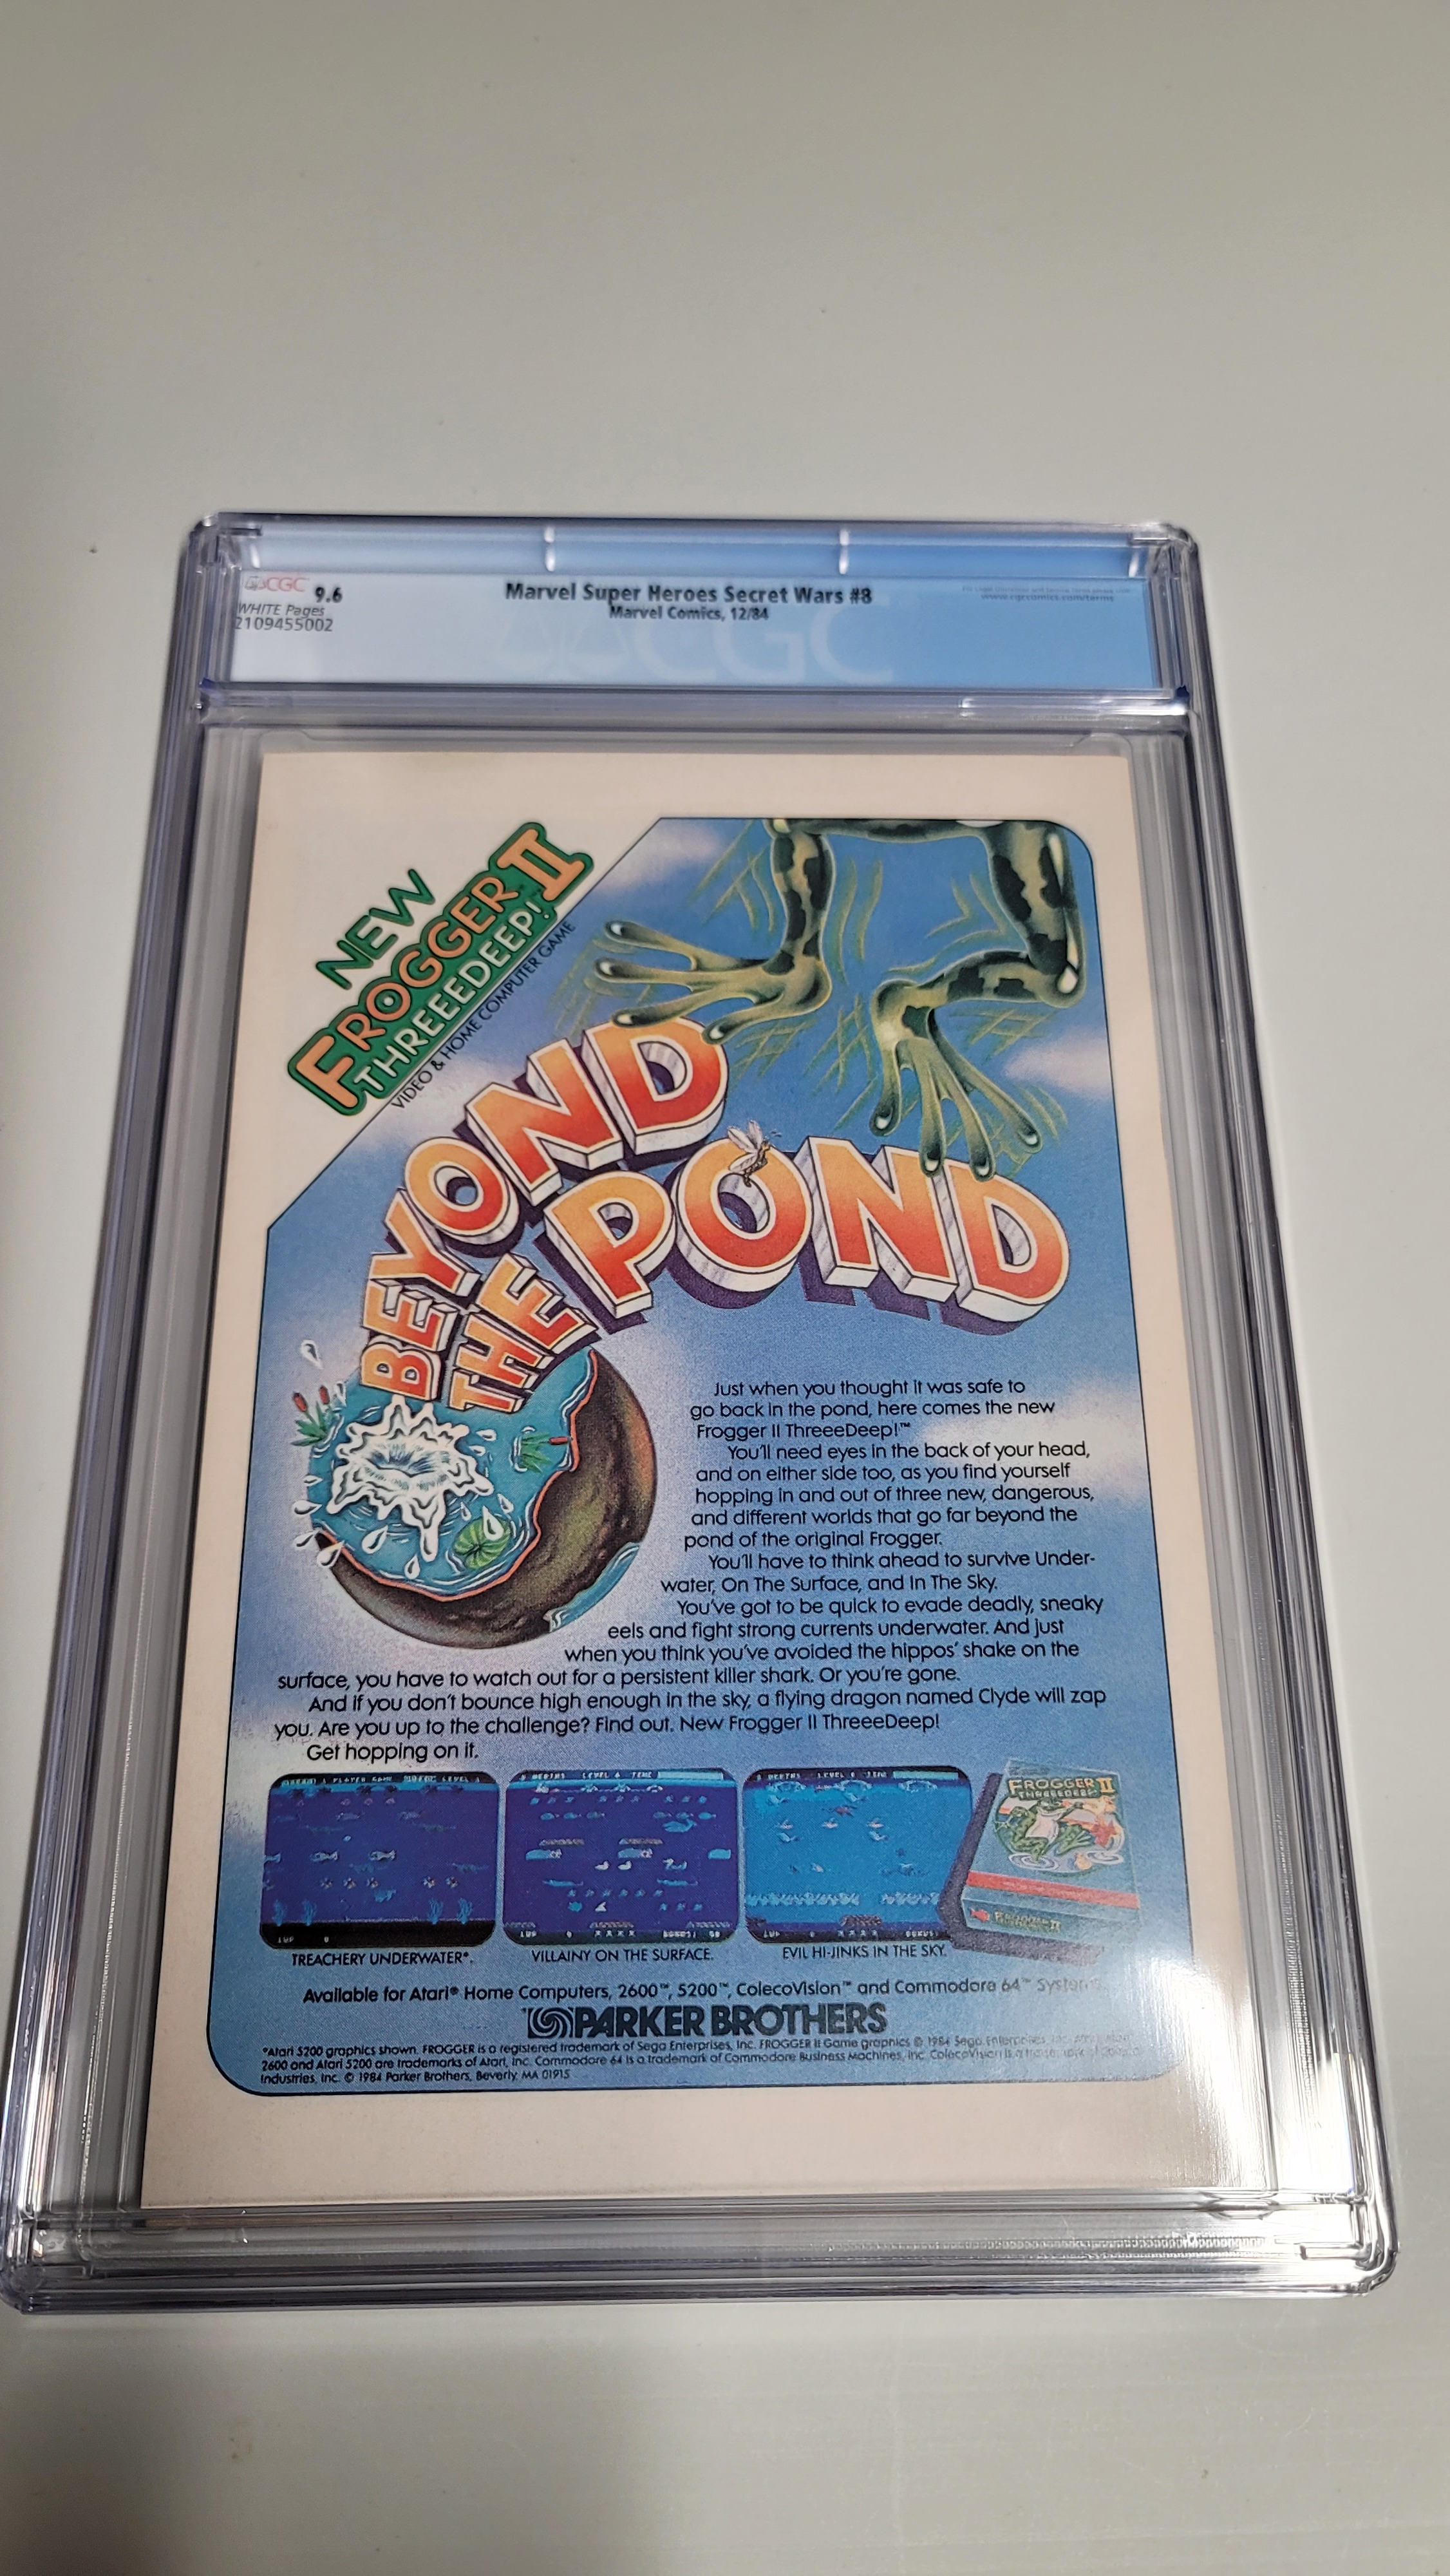 CGC 9.6
WHITE Pages
2109455002
Marvel Super Heroes Secret Wars #8
Marvel Comics, 12/84
www.cgccomics.com/terms
CGC
NEW
FROGGER II
THREEEDEEP!
VIDEO & HOME COMPUTER GAME
BEYOND
THE POND
Just when you thought it was safe to
go back in the pond, here comes the new
Frogger II ThreeeDeep!™
You'll need eyes in the back of your head,
and on either side too, as you find yourself
hopping in and out of three new, dangerous,
and different worlds that go far beyond the
pond of the original Frogger.
You'll have to think ahead to survive Under-
water, On The Surface, and In The Sky.
You've got to be quick to evade deadly, sneaky
eels and fight strong currents underwater. And just
when you think you've avoided the hippos' shake on the
surface, you have to watch out for a persistent killer shark. Or you're gone.
And if you don't bounce high enough in the sky, a flying dragon named Clyde will zap
you. Are you up to the challenge? Find out. New Frogger II ThreeeDeep!
Get hopping on it.
FROGGER II
THREEEDEEP!
TREACHERY UNDERWATER*.
VILLAINY ON THE SURFACE.
EVIL HI-JINKS IN THE SKY.
Available for Atari® Home Computers, 2600™, 5200™, ColecoVision™ and Commodore 64™ Systems.
PARKER BROTHERS
*Atari 5200 graphics shown. FROGGER is a registered trademark of Sega Enterprises, Inc. FROGGER II Game graphics © 1984 Sega Enterprises, Inc.
2600 and Atari 5200 are trademarks of Atari, Inc. Commodore 64 is a trademark of Commodore Business Machines, Inc. ColecoVision is a trademark of Coleco
Industries, Inc. © 1984 Parker Brothers, Beverly, MA 01915